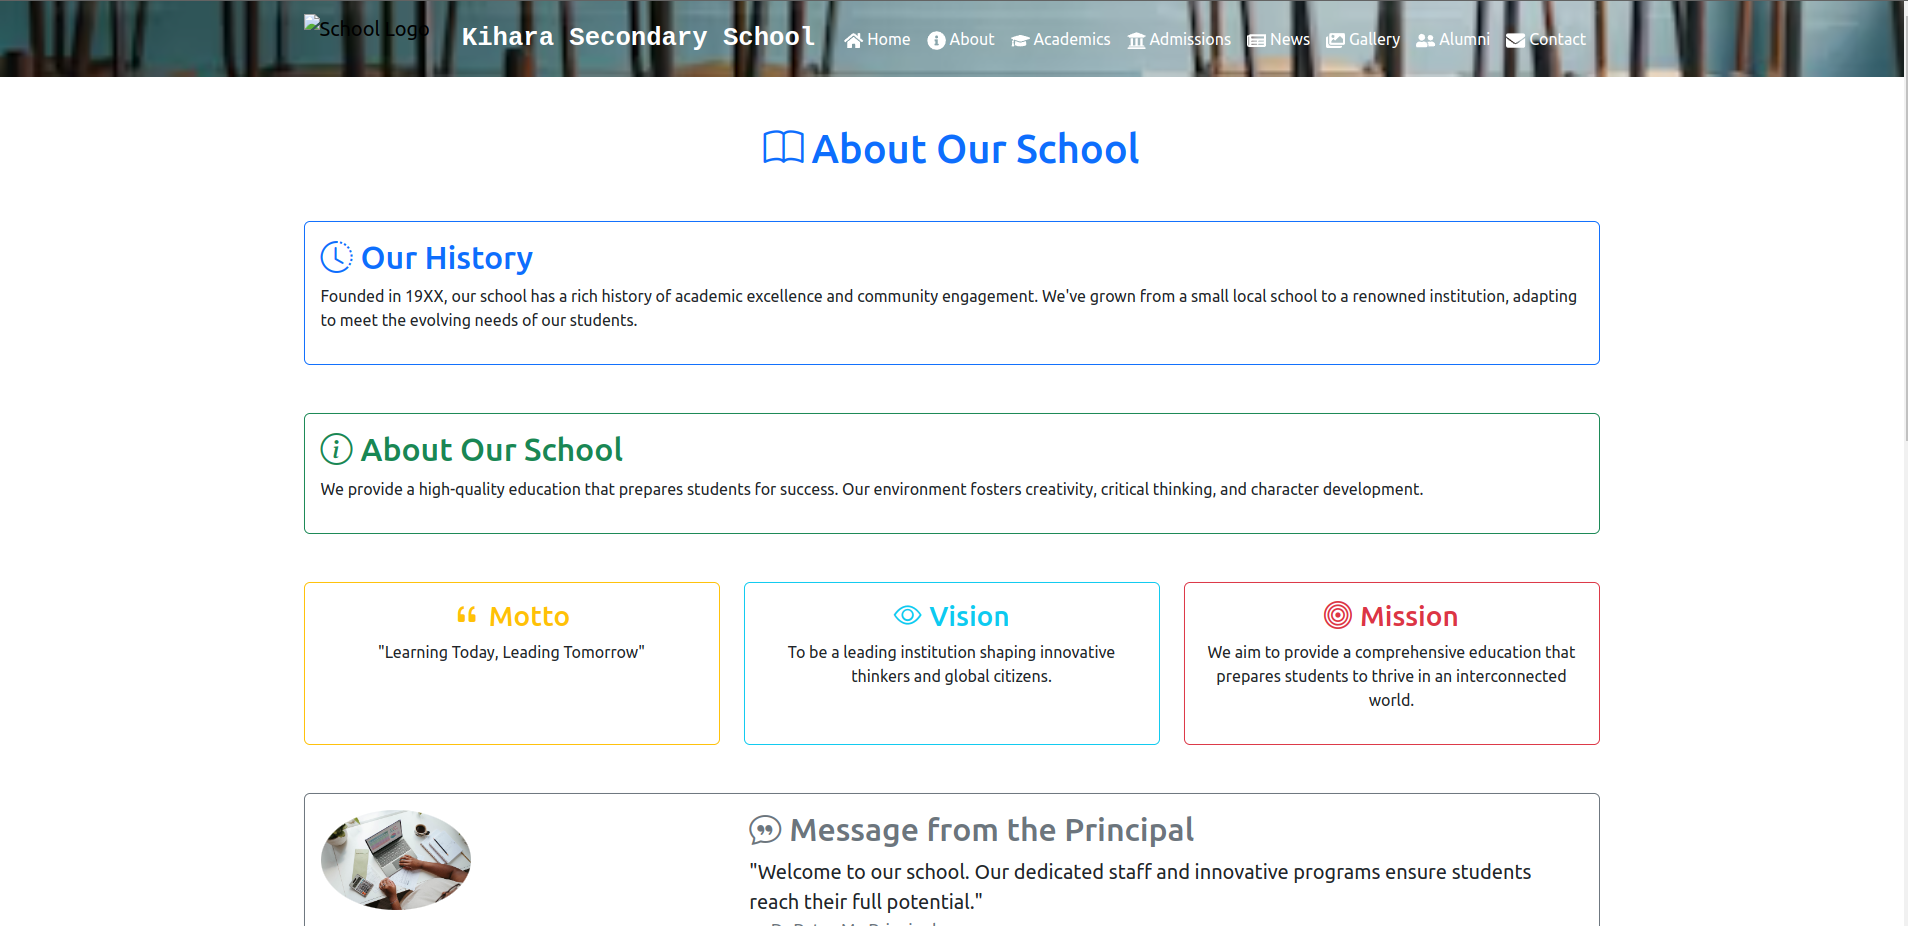 School Logo
Kihara Secondary School
Home
About
Academics
Admissions
News
Gallery
Alumni
Contact
About Our School
Our History
Founded in 19XX, our school has a rich history of academic excellence and community engagement. We've grown from a small local school to a renowned institution, adapting
to meet the evolving needs of our students.
About Our School
We provide a high-quality education that prepares students for success. Our environment fosters creativity, critical thinking, and character development.
Motto
"Learning Today, Leading Tomorrow"
Vision
To be a leading institution shaping innovative
thinkers and global citizens.
Mission
We aim to provide a comprehensive education that
prepares students to thrive in an interconnected
world.
Message from the Principal
"Welcome to our school. Our dedicated staff and innovative programs ensure students
reach their full potential."